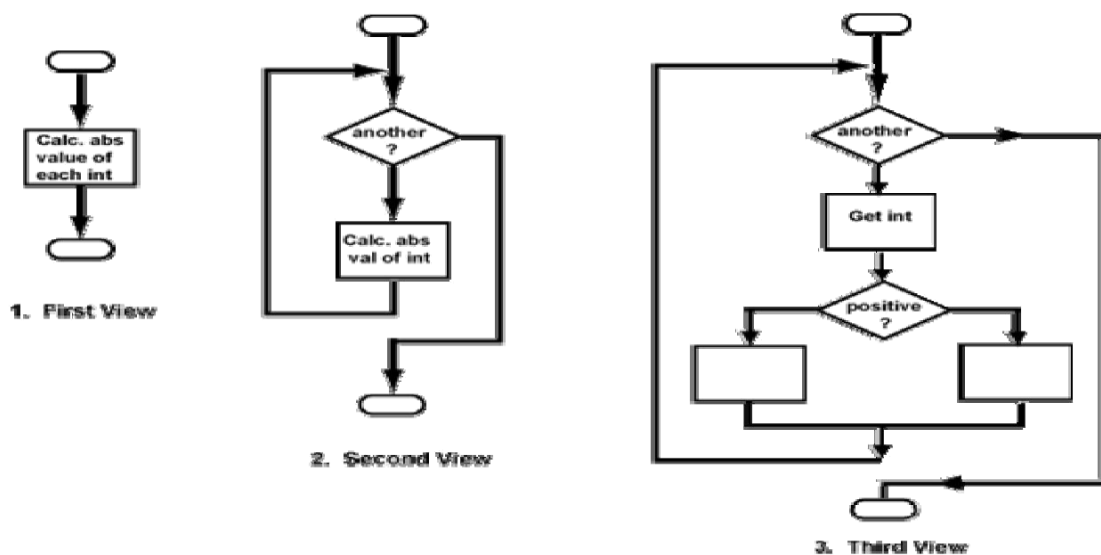 Calc. abs
value of
each int
1. First View
another
?
Calc. abs
val of int
2. Second View
another
?
Get int
positive
?
3. Third View